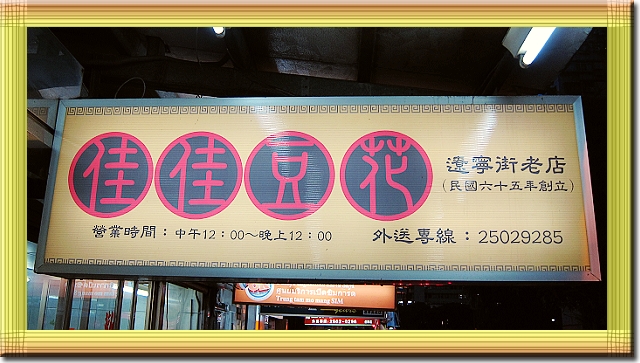 佳佳豆花
遼寧街老店
(民國六十五年創立)
營業時間：中午12：00～晚上12：00
外送專線：25029285